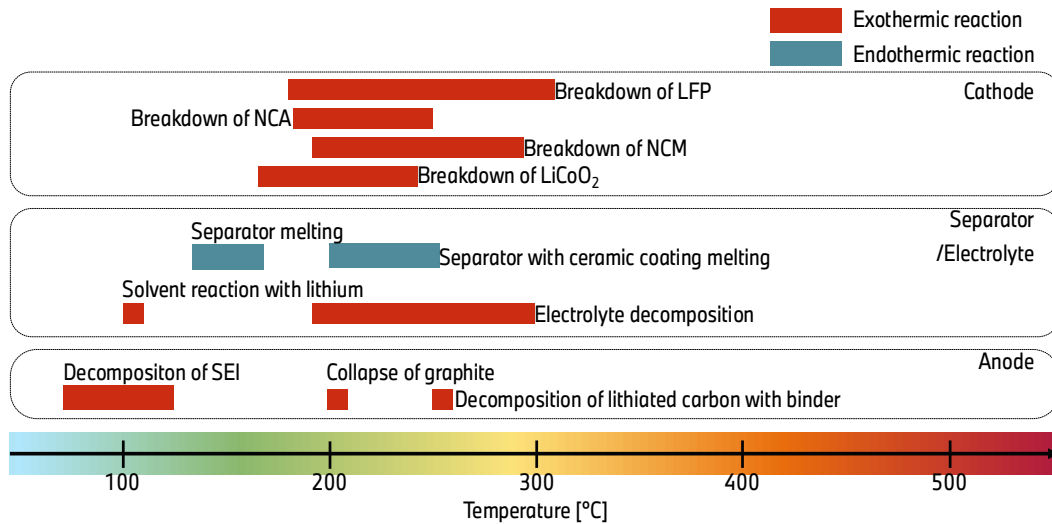 Exothermic reaction
Endothermic reaction
Cathode
Breakdown of LFP
Breakdown of NCA
Breakdown of NCM
Breakdown of LiCoO₂
Separator
/Electrolyte
Separator melting
Separator with ceramic coating melting
Solvent reaction with lithium
Electrolyte decomposition
Anode
Decompositon of SEI
Collapse of graphite
Decomposition of lithiated carbon with binder
100 200 300 400 500
Temperature [°C]